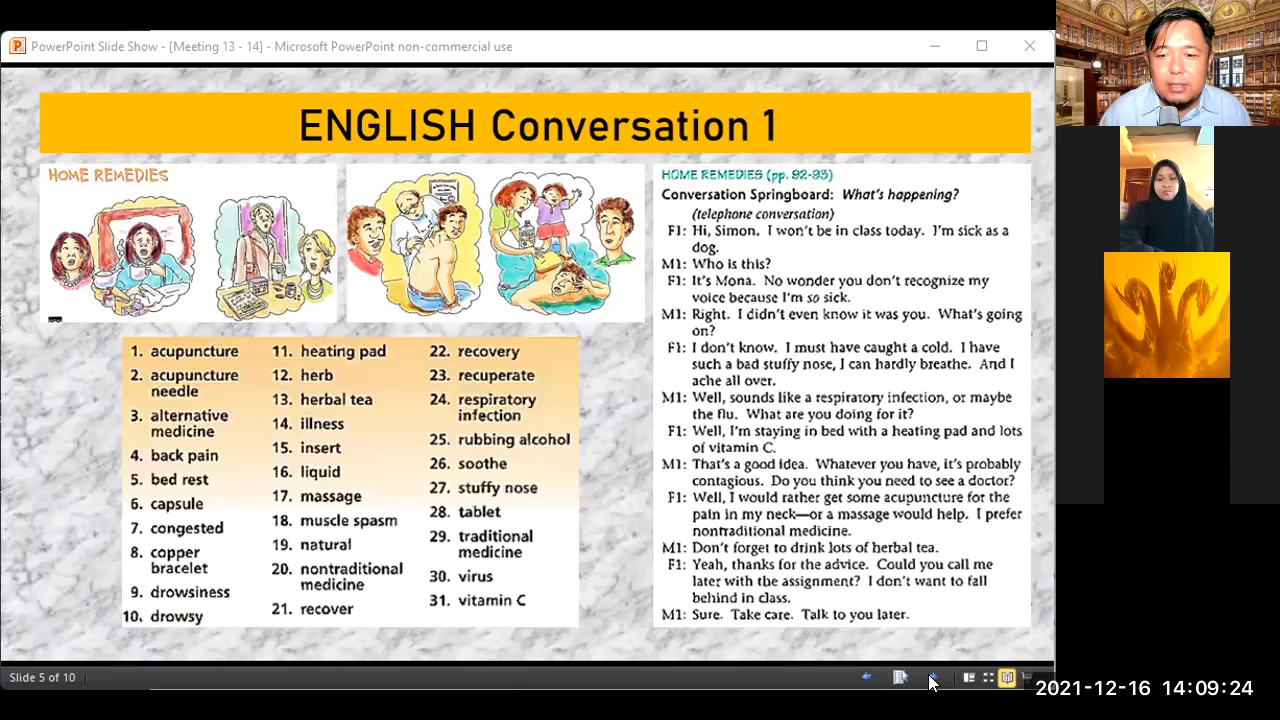 PowerPoint Slide Show - [Meeting 13 - 14] - Microsoft PowerPoint non-commercial use
ENGLISH Conversation 1
HOME REMEDIES
1. acupuncture
2. acupuncture
needle
3. alternative
medicine
4. back pain
5. bed rest
6. capsule
7. congested
8. copper
bracelet
9. drowsiness
10. drowsy
11. heating pad
12. herb
13. herbal tea
14. illness
15. insert
16. liquid
17. massage
18. muscle spasm
19. natural
20. nontraditional
medicine
21. recover
22. recovery
23. recuperate
24. respiratory
infection
25. rubbing alcohol
26. soothe
27. stuffy nose
28. tablet
29. traditional
medicine
30. virus
31. vitamin C
HOME REMEDIES (pp. 92-93)
Conversation Springboard: What's happening?
(telephone conversation)
F1: Hi, Simon. I won't be in class today. I'm sick as a
dog.
M1: Who is this?
F1: It's Mona. No wonder you don't recognize my
voice because I'm so sick.
M1: Right. I didn't even know it was you. What's going
on?
F1: I don't know. I must have caught a cold. I have
such a bad stuffy nose, I can hardly breathe. And I
ache all over.
M1: Well, sounds like a respiratory infection, or maybe
the flu. What are you doing for it?
F1: Well, I'm staying in bed with a heating pad and lots
of vitamin C.
M1: That's a good idea. Whatever you have, it's probably
contagious. Do you think you need to see a doctor?
F1: Well, I would rather get some acupuncture for the
pain in my neck—or a massage would help. I prefer
nontraditional medicine.
M1: Don't forget to drink lots of herbal tea.
F1: Yeah, thanks for the advice. Could you call me
later with the assignment? I don't want to fall
behind in class.
M1: Sure. Take care. Talk to you later.
Slide 5 of 10
2021-12-16 14:09:24